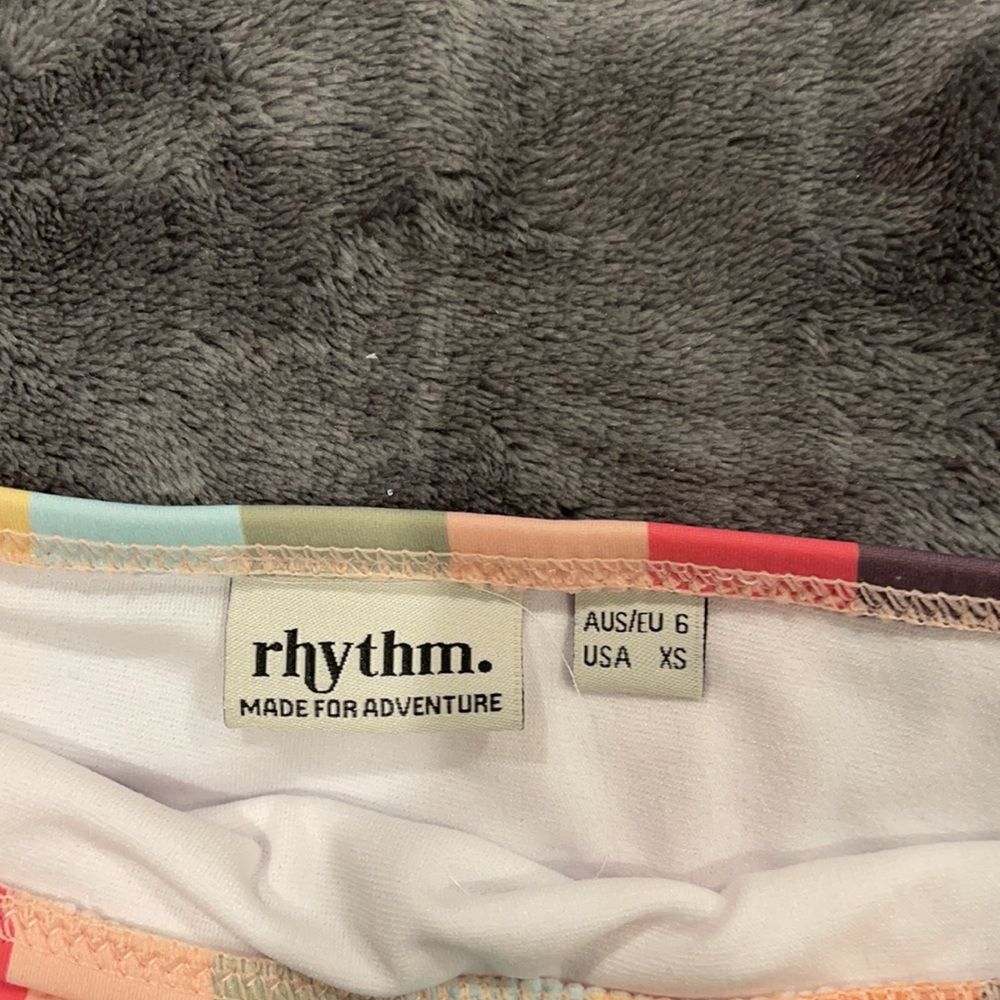 rhythm.
MADE FOR ADVENTURE
AUS/EU 6
USA XS